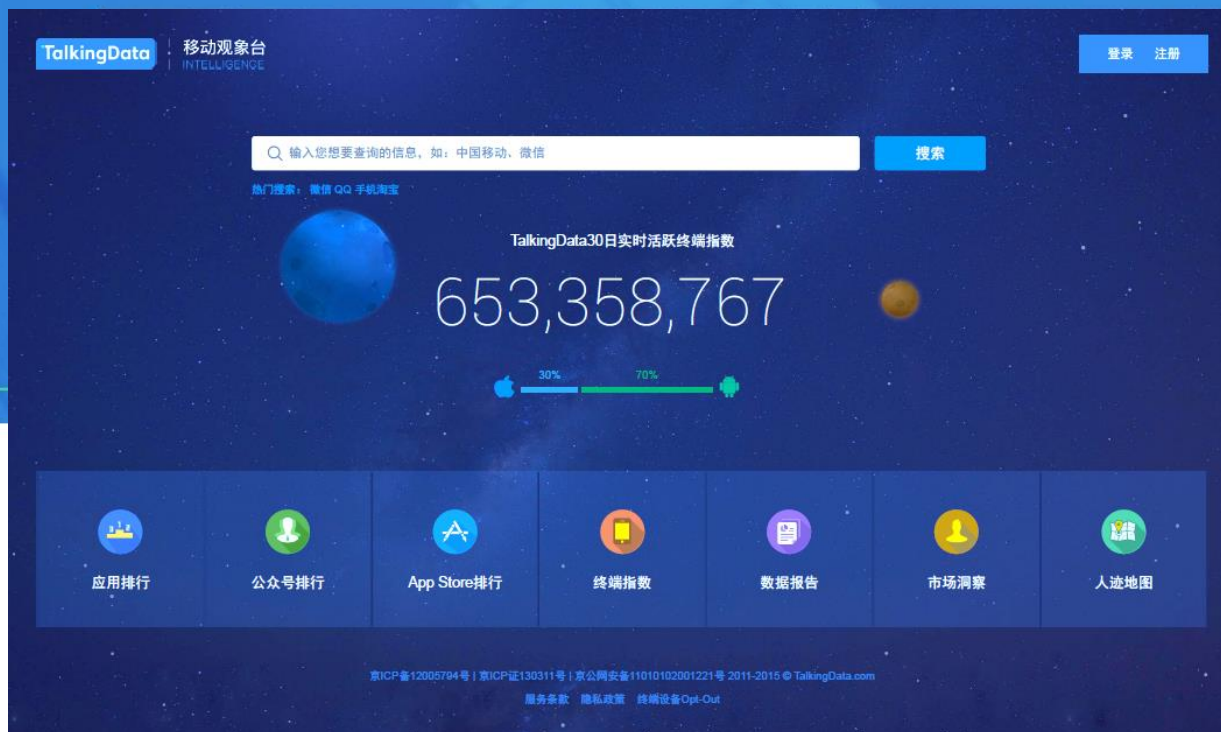 TalkingData 移动观象台
INTELLIGENCE
登录 注册
输入您想要查询的信息，如：中国移动、微信
搜索
热门搜索： 微信 QQ 手机淘宝
TalkingData30日实时活跃终端指数
653,358,767
30% 70%
应用排行 公众号排行 App Store排行 终端指数 数据报告 市场洞察 人迹地图
京ICP备12005794号 | 京ICP证130311号 | 京公网安备11010102001221号 2011-2015 © TalkingData.com
服务条款 隐私政策 终端设备Opt-Out